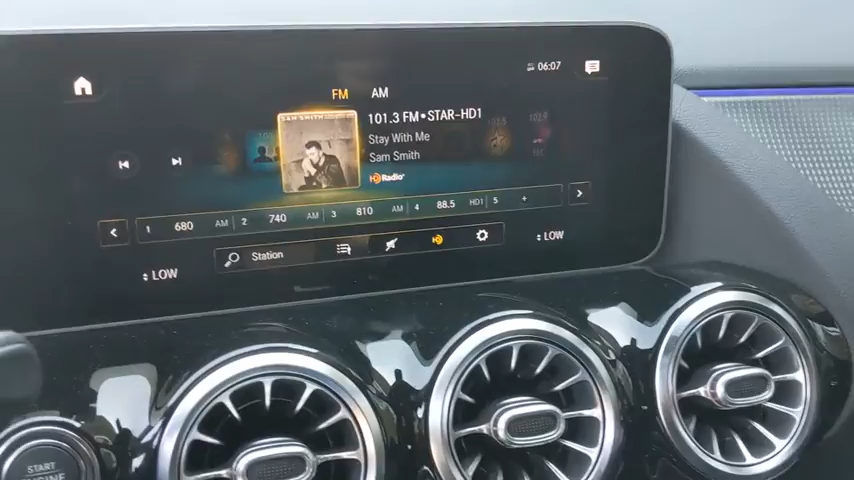 06:07
FM AM
SAM SMITH
101.3 FM•STAR-HD1
Stay With Me
Sam Smith
HD Radio
1 680 AM 2 740 AM 3 810 AM 4 88.5 HD1 5 +
Station
LOW
LOW
START
ENGINE